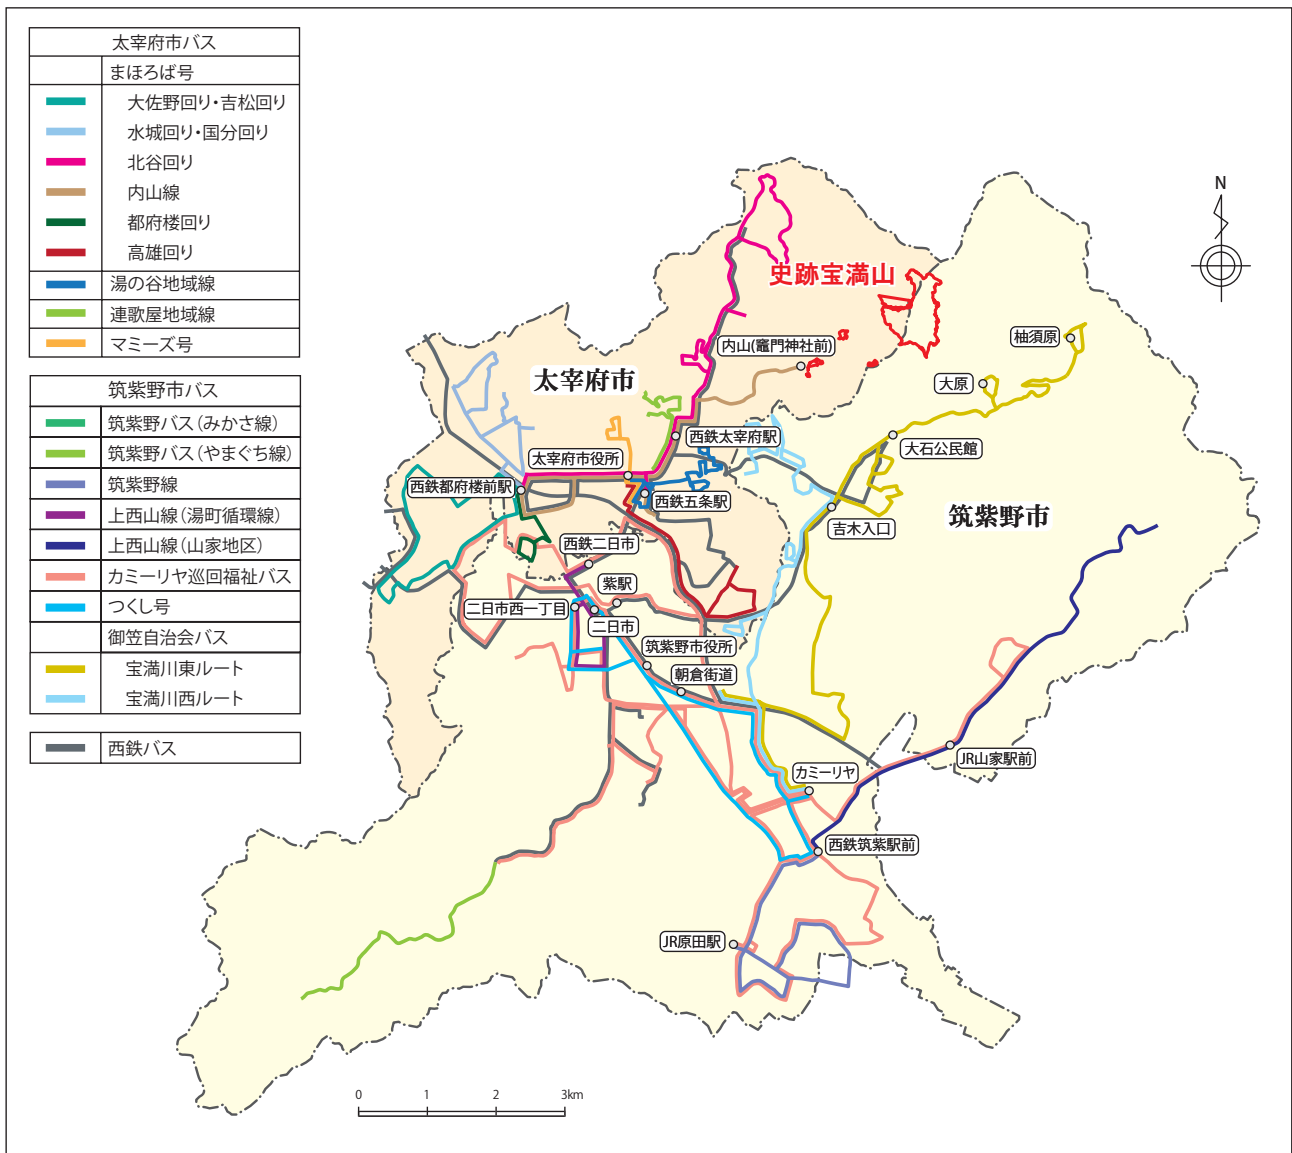 太宰府市バス
まほろば号
大佐野回り・吉松回り
水城回り・国分回り
北谷回り
内山線
都府楼回り
高雄回り
湯の谷地域線
連歌屋地域線
マミーズ号
筑紫野市バス
筑紫野バス（みかさ線）
筑紫野バス（やまぐち線）
筑紫野線
上西山線（湯町循環線）
上西山線（山家地区）
カミーリヤ巡回福祉バス
つくし号
御笠自治会バス
宝満川東ルート
宝満川西ルート
西鉄バス
N
史跡宝満山
内山(竈門神社前)
柚須原
大原
太宰府市
西鉄太宰府駅
大石公民館
太宰府市役所
西鉄都府楼前駅
西鉄五条駅
吉木入口
筑紫野市
西鉄二日市
紫駅
二日市西一丁目
二日市
筑紫野市役所
朝倉街道
JR山家駅前
カミーリヤ
西鉄筑紫駅前
JR原田駅
0 1 2 3km